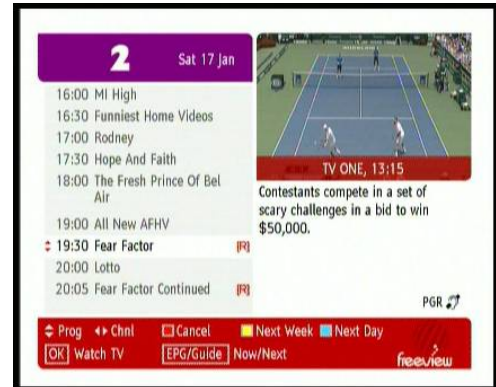 2 Sat 17 Jan
16:00 MI High
16:30 Funniest Home Videos
17:00 Rodney
17:30 Hope And Faith
18:00 The Fresh Prince Of Bel
Air
19:00 All New AFHV
19:30 Fear Factor [R]
20:00 Lotto
20:05 Fear Factor Continued [R]
TV ONE, 13:15
Contestants compete in a set of
scary challenges in a bid to win
$50,000.
PGR
Prog Chnl Cancel Next Week Next Day
OK Watch TV EPG/Guide Now/Next
freeview